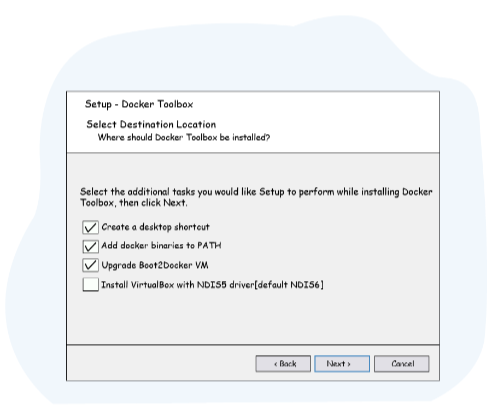 Setup - Docker Toolbox
Select Destination Location
Where should Docker Toolbox be installed?
Select the additional tasks you would like Setup to perform while installing Docker
Toolbox, then click Next.
Create a desktop shortcut
Add docker binaries to PATH
Upgrade Boot2Docker VM
Install VirtualBox with NDIS5 driver[default NDIS6]
< Back
Next >
Cancel